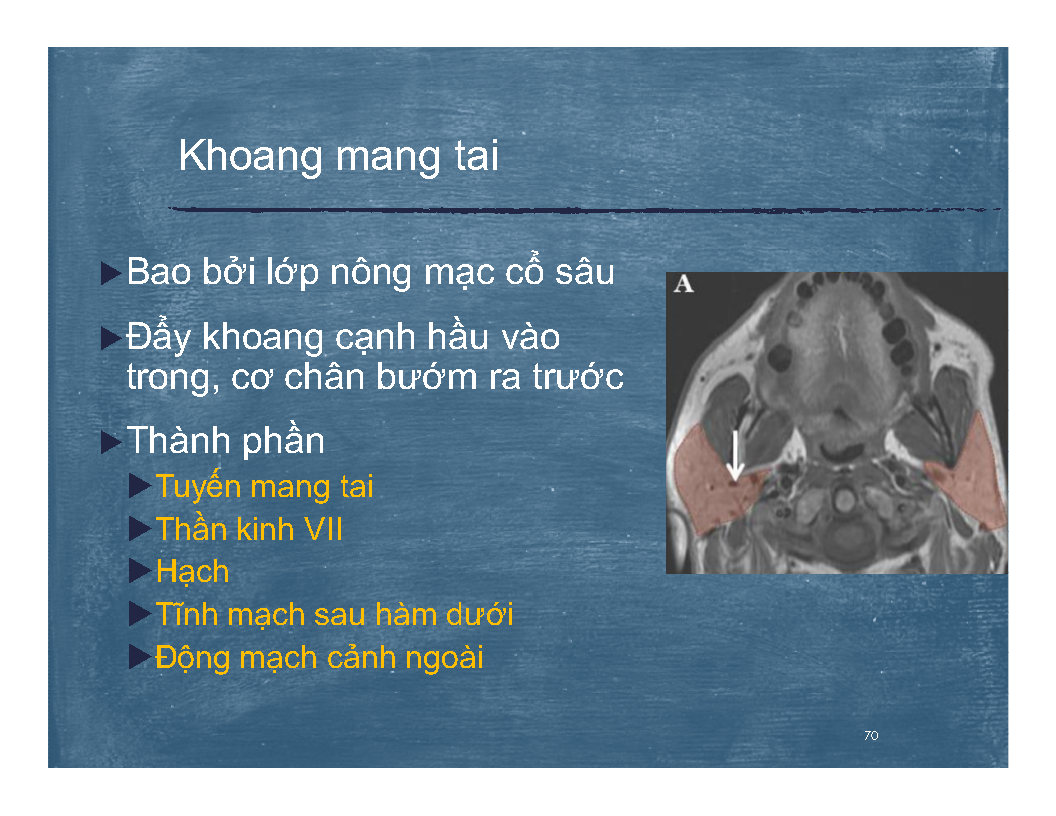 Khoang mang tai
Bao bởi lớp nông mạc cổ sâu
Đẩy khoang cạnh hầu vào
trong, cơ chân bướm ra trước
Thành phần
Tuyến mang tai
Thần kinh VII
Hạch
Tĩnh mạch sau hàm dưới
Động mạch cảnh ngoài
A
70